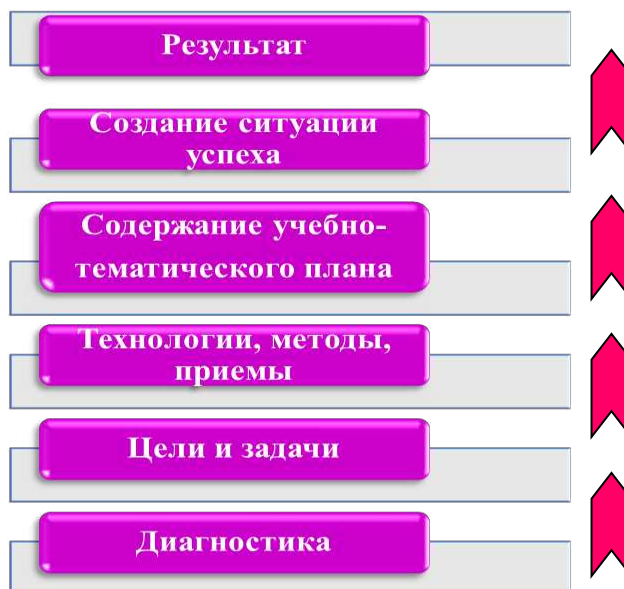 Результат
Создание ситуации
успеха
Содержание учебно-
тематического плана
Технологии, методы,
приемы
Цели и задачи
Диагностика